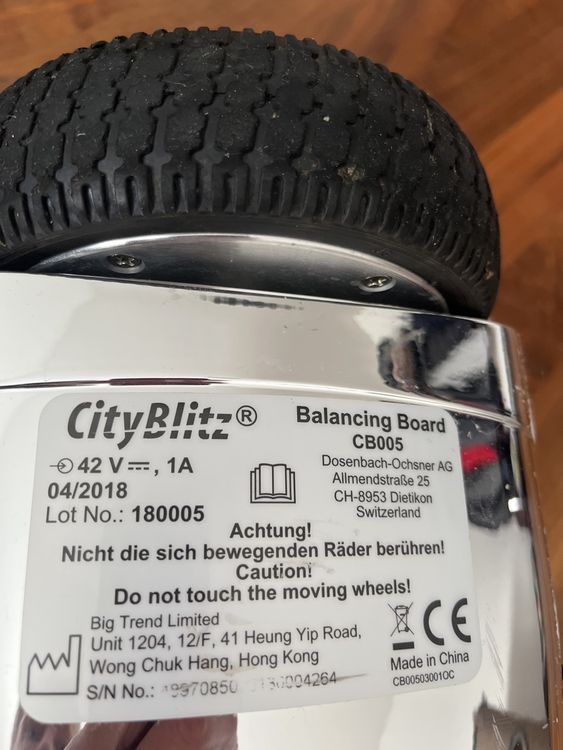 CityBlitz®
Balancing Board
CB005
42 V ⎓, 1A
04/2018
Lot No.: 180005
Dosenbach-Ochsner AG
Allmendstraße 25
CH-8953 Dietikon
Switzerland
Achtung!
Nicht die sich bewegenden Räder berühren!
Caution!
Do not touch the moving wheels!
Big Trend Limited
Unit 1204, 12/F, 41 Heung Yip Road,
Wong Chuk Hang, Hong Kong
S/N No.:
CE
Made in China
CB00503001OC